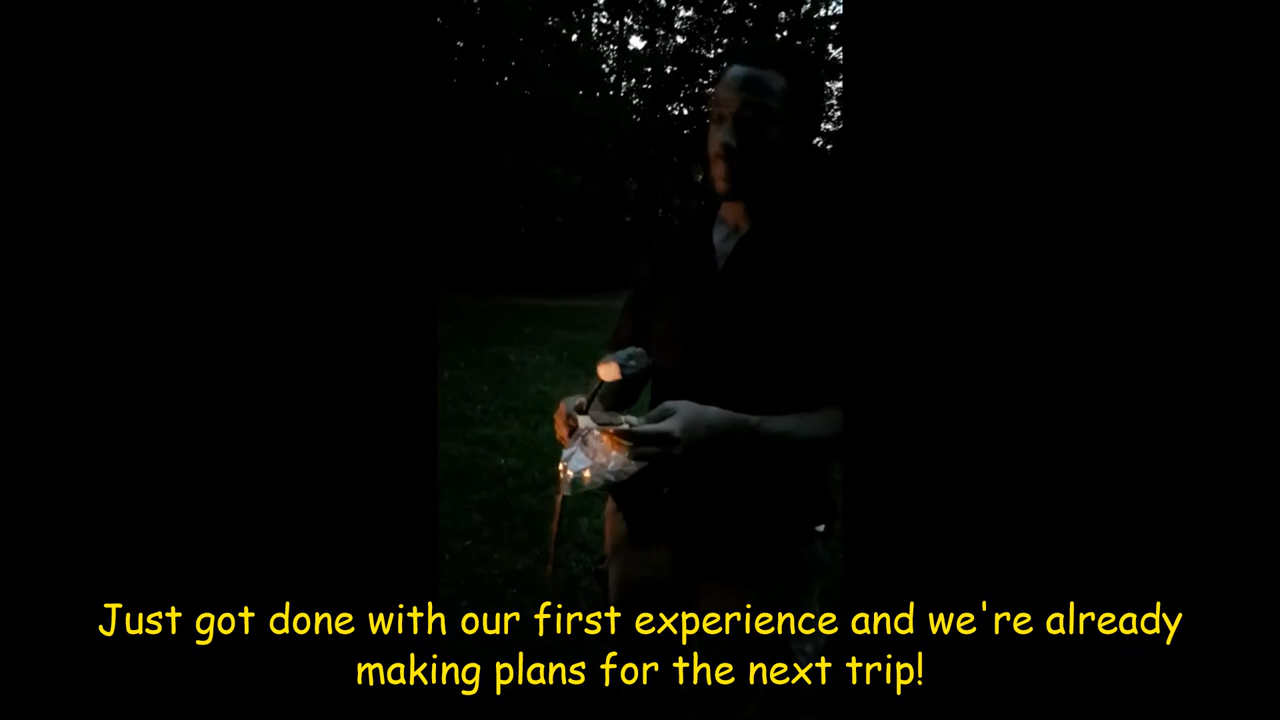 Just got done with our first experience and we're already
making plans for the next trip!